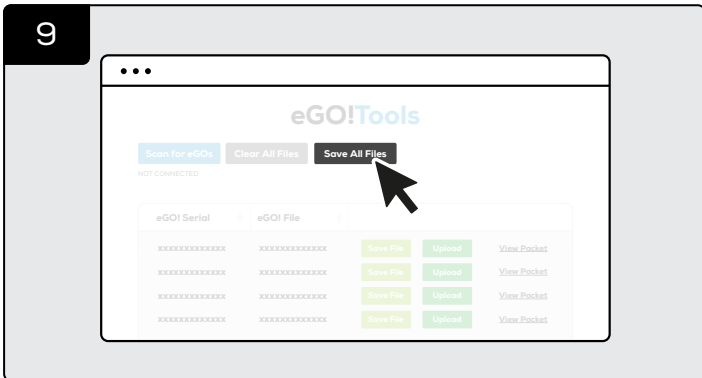 9
eGO!Tools
Scan for eGOs Clear All Files Save All Files
NOT CONNECTED
eGO! Serial eGO! File
xxxxxxxxxxxxx xxxxxxxxxxxxx Save File Upload View Packet
xxxxxxxxxxxxx xxxxxxxxxxxxx Save File Upload View Packet
xxxxxxxxxxxxx xxxxxxxxxxxxx Save File Upload View Packet
xxxxxxxxxxxxx xxxxxxxxxxxxx Save File Upload View Packet